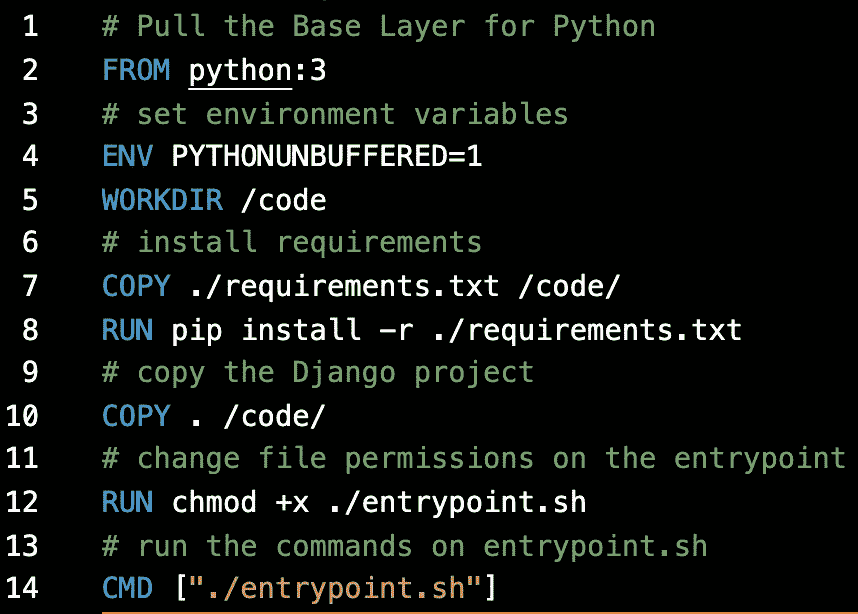 1 # Pull the Base Layer for Python
2 FROM python:3
3 # set environment variables
4 ENV PYTHONUNBUFFERED=1
5 WORKDIR /code
6 # install requirements
7 COPY ./requirements.txt /code/
8 RUN pip install -r ./requirements.txt
9 # copy the Django project
10 COPY . /code/
11 # change file permissions on the entrypoint
12 RUN chmod +x ./entrypoint.sh
13 # run the commands on entrypoint.sh
14 CMD ["./entrypoint.sh"]